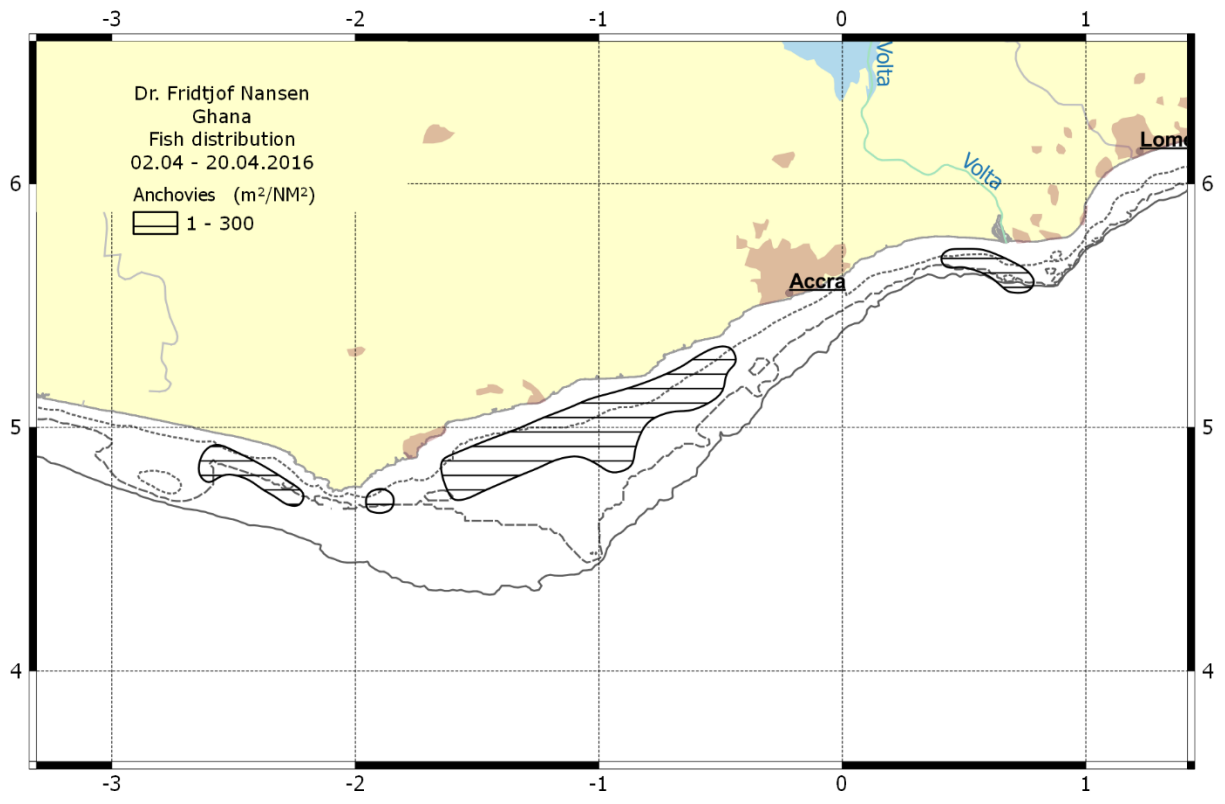 -3 -2 -1 0 1
Dr. Fridtjof Nansen
Ghana
Fish distribution
02.04 - 20.04.2016
Anchovies (m²/NM²)
1 - 300
Volta
Volta
Lome
Accra
6 6
5 5
4 4
-3 -2 -1 0 1